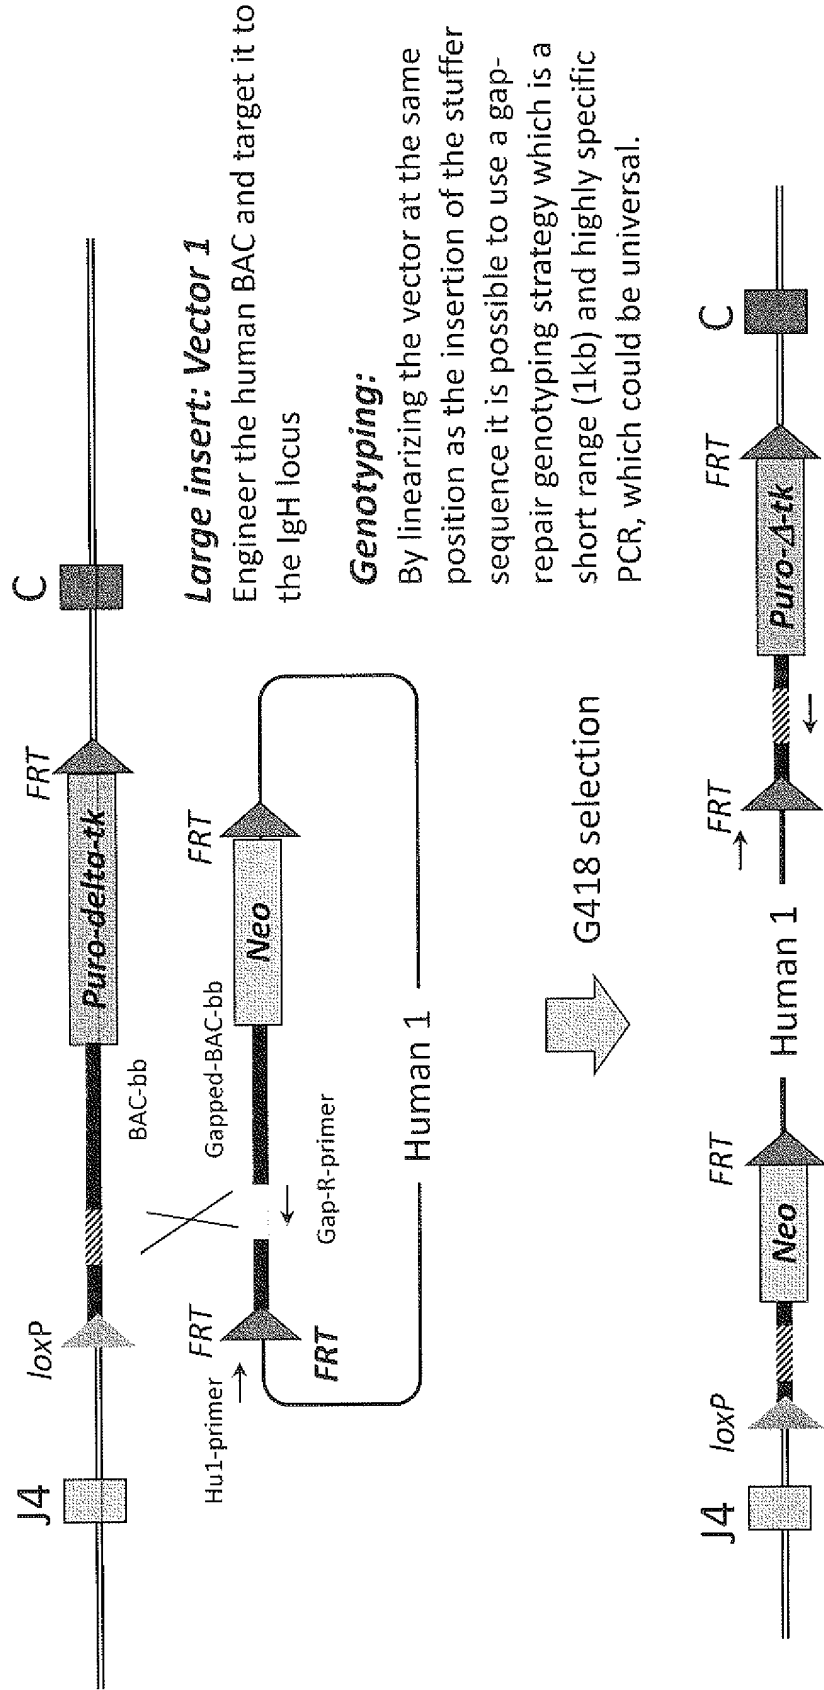 J4
loxP
FRT
C
Puro-delta-tk
BAC-bb
Hu1-primer
FRT
FRT
Gapped-BAC-bb
Neo
FRT
Gap-R-primer
Human 1
Large insert: Vector 1
Engineer the human BAC and target it to
the IgH locus
Genotyping:
By linearizing the vector at the same
position as the insertion of the stuffer
sequence it is possible to use a gap-
repair genotyping strategy which is a
short range (1kb) and highly specific
PCR, which could be universal.
G418 selection
J4
loxP
Neo
FRT
Human 1
FRT
Puro-Δ-tk
FRT
C